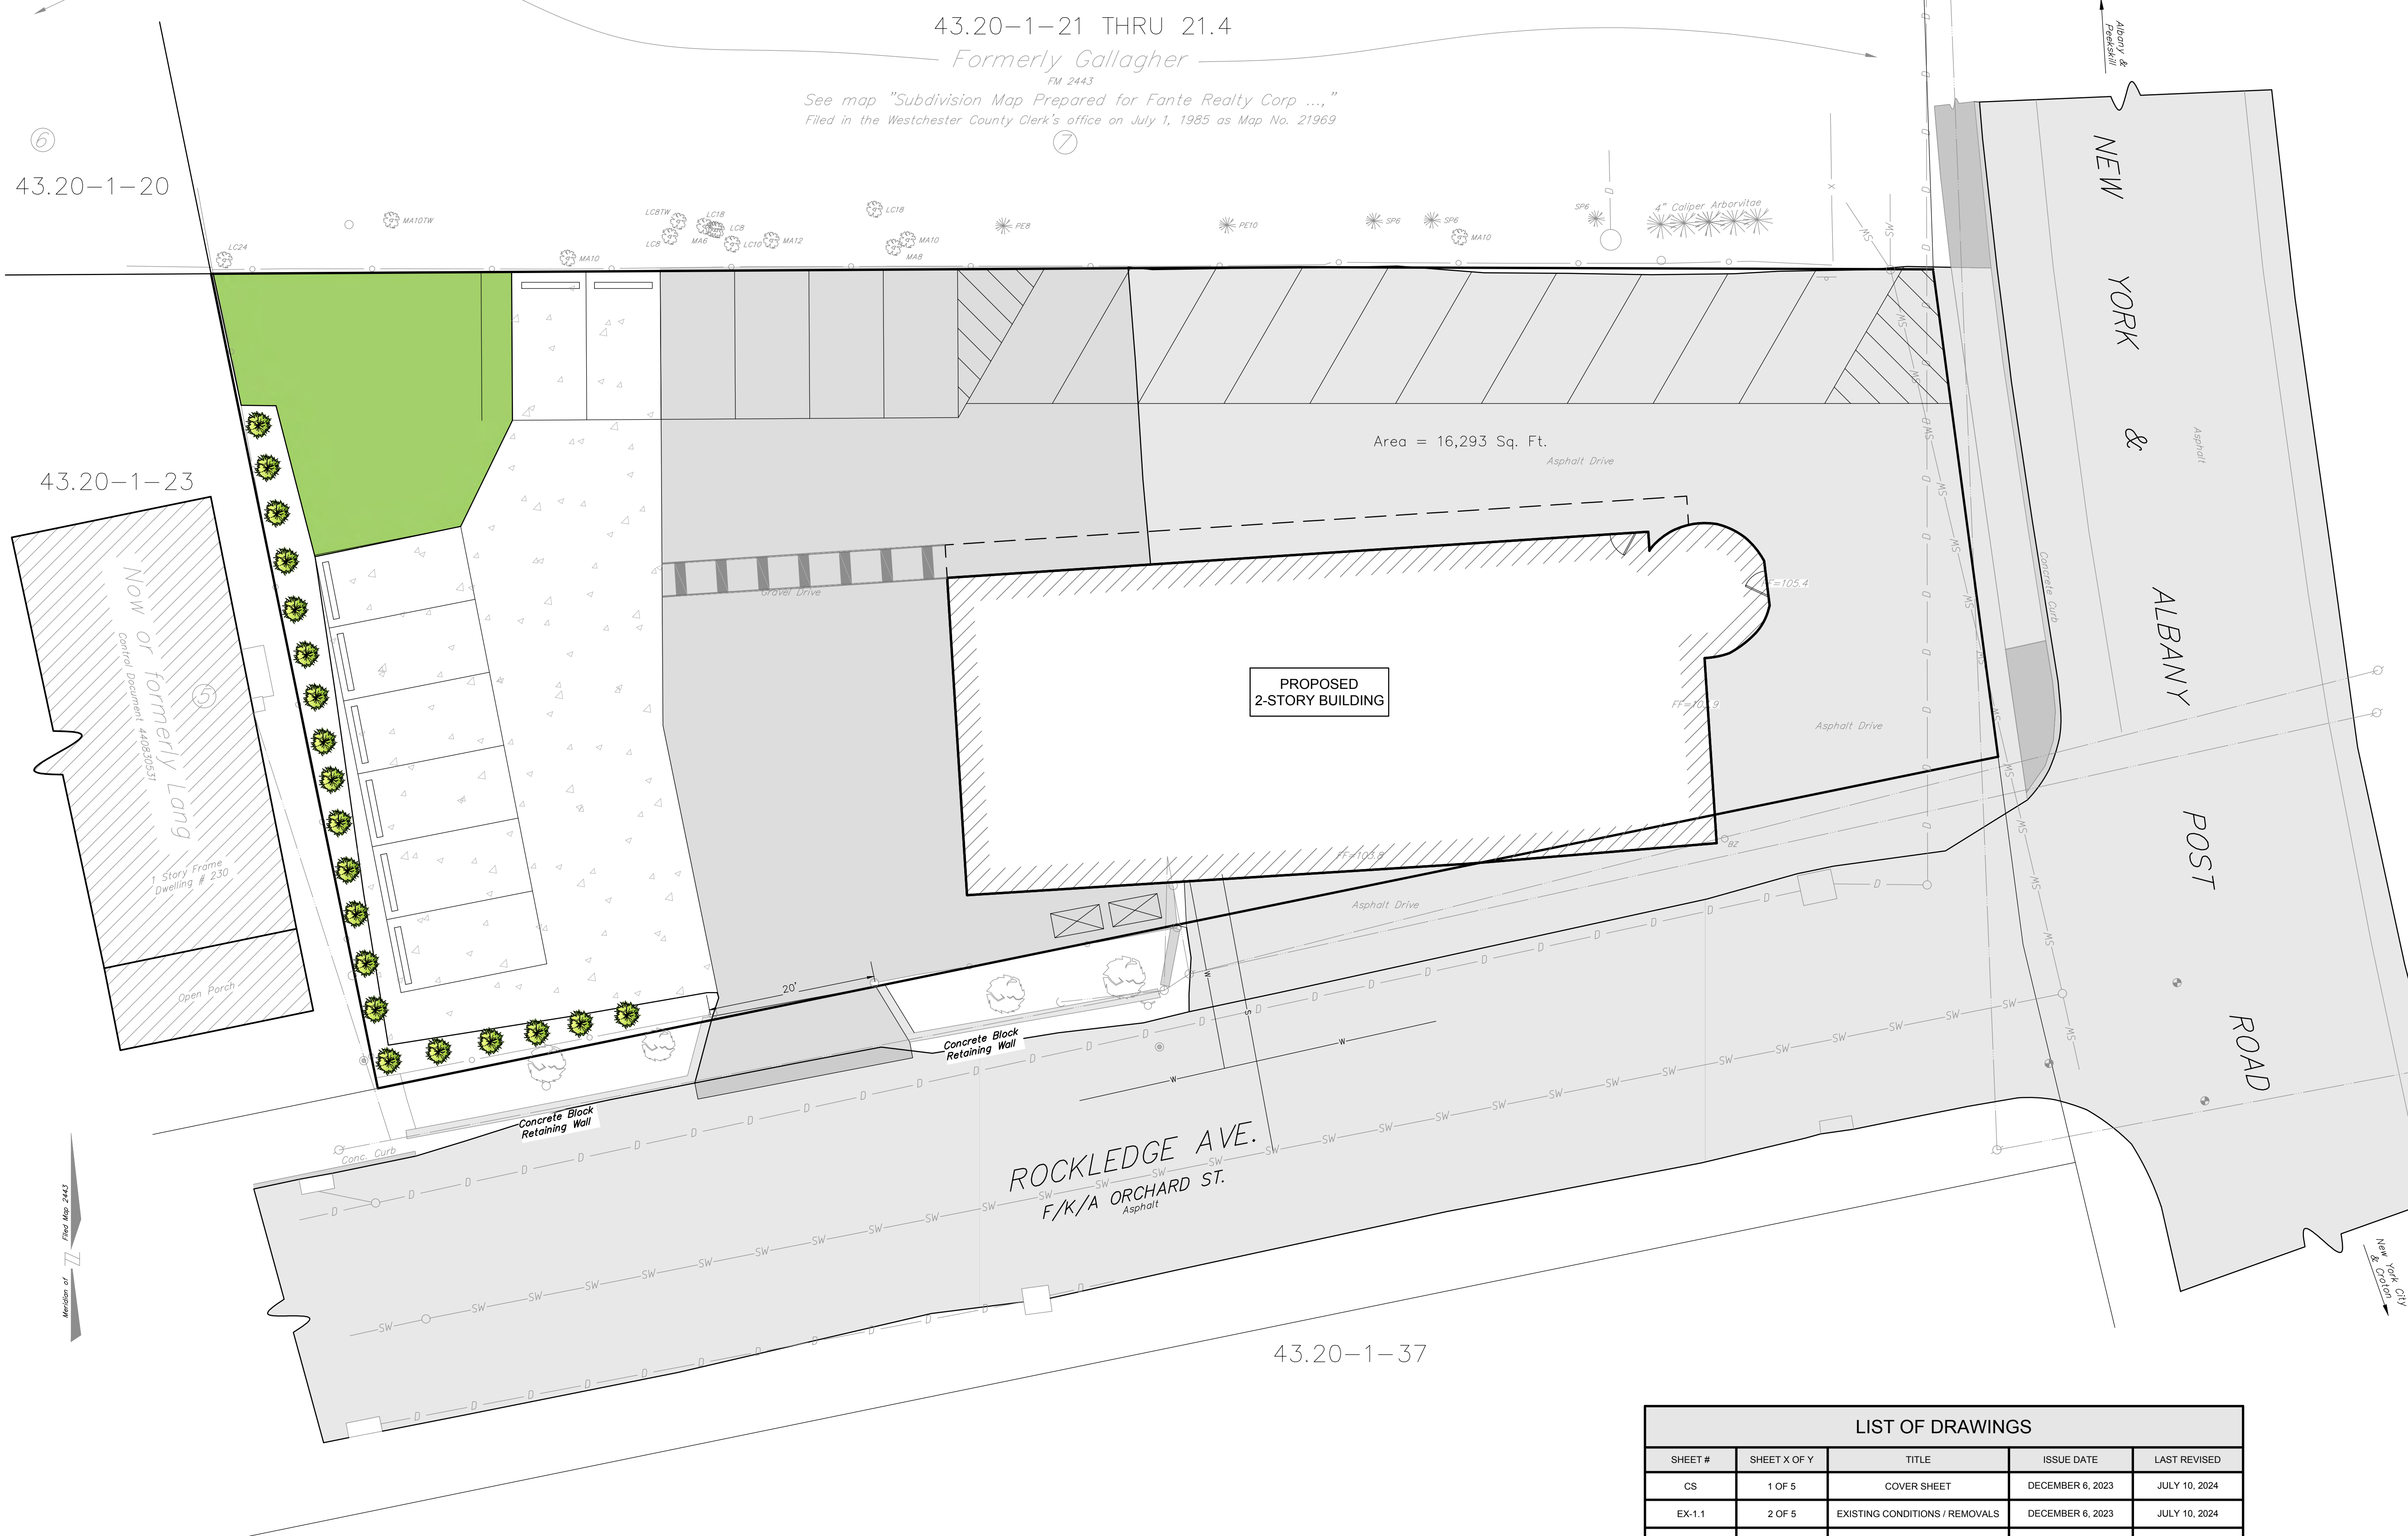 43.20-1-21 THRU 21.4
Formerly Gallagher
FM 2443
See map "Subdivision Map Prepared for Fante Realty Corp ...,"
Filed in the Westchester County Clerk's office on July 1, 1985 as Map No. 21969
7
6
43.20-1-20
Albany &
Peekskill
LC24
MA10TW
MA10
LC8TW
LC8
LC18
MA6
LC8
LC10
MA12
LC18
MA10
MA8
PE8
PE10
SP6
SP6
MA10
SP6
4" Caliper Arborvitae
D
X
MS
NEW YORK & ALBANY POST ROAD
Asphalt
Concrete Curb
Area = 16,293 Sq. Ft.
Asphalt Drive
43.20-1-23
Now or formerly Lang
Control Document 440830531
5
1 Story Frame
Dwelling # 230
Open Porch
Gravel Drive
FF=105.4
PROPOSED
2-STORY BUILDING
Asphalt Drive
FF=103.8
BZ
Asphalt Drive
20'
Concrete Block
Retaining Wall
Concrete Block
Retaining Wall
Conc. Curb
W
S
W
W
D
SW
MS
ROCKLEDGE AVE.
F/K/A ORCHARD ST.
Asphalt
Meridian of
Filed Map 2443
New York City
& Croton
43.20-1-37
LIST OF DRAWINGS
SHEET # SHEET X OF Y TITLE ISSUE DATE LAST REVISED
CS 1 OF 5 COVER SHEET DECEMBER 6, 2023 JULY 10, 2024
EX-1.1 2 OF 5 EXISTING CONDITIONS / REMOVALS DECEMBER 6, 2023 JULY 10, 2024